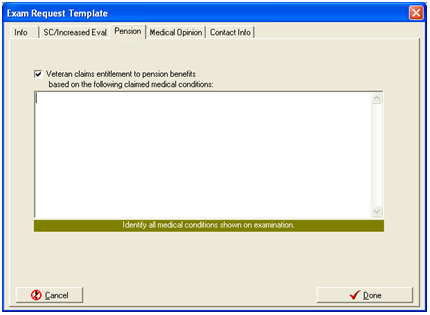 Exam Request Template
Info
SC/Increased Eval
Pension
Medical Opinion
Contact Info
Veteran claims entitlement to pension benefits
based on the following claimed medical conditions:
Identify all medical conditions shown on examination.
Cancel
Done